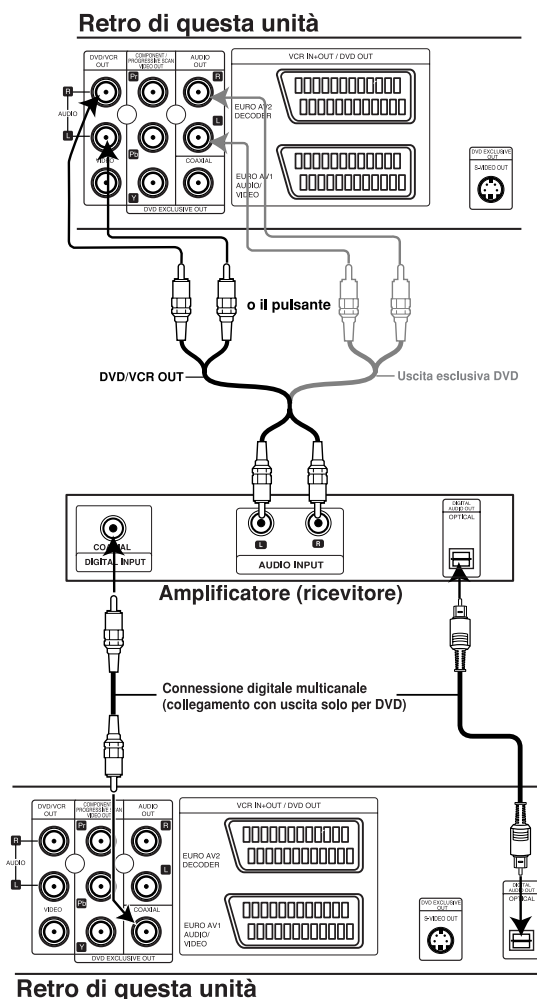 Retro di questa unità
DVD/VCR
OUT
COMPONENT /
PROGRESSIVE SCAN
VIDEO OUT
AUDIO
OUT
VCR IN+OUT / DVD OUT
R
AUDIO
L
VIDEO
Pr
Pb
Y
R
L
COAXIAL
DVD EXCLUSIVE OUT
EURO AV2
DECODER
EURO AV1
AUDIO/
VIDEO
DVD EXCLUSIVE
OUT
S-VIDEO OUT
o il pulsante
DVD/VCR OUT
Uscita esclusiva DVD
COAXIAL
DIGITAL INPUT
L
R
AUDIO INPUT
DIGITAL
AUDIO OUT
OPTICAL
Amplificatore (ricevitore)
Connessione digitale multicanale
(collegamento con uscita solo per DVD)
DVD/VCR
OUT
COMPONENT /
PROGRESSIVE SCAN
VIDEO OUT
AUDIO
OUT
VCR IN+OUT / DVD OUT
R
AUDIO
L
VIDEO
Pr
Pb
Y
R
L
COAXIAL
DVD EXCLUSIVE OUT
EURO AV2
DECODER
EURO AV1
AUDIO/
VIDEO
DVD EXCLUSIVE
OUT
S-VIDEO OUT
DIGITAL
AUDIO OUT
OPTICAL
Retro di questa unità